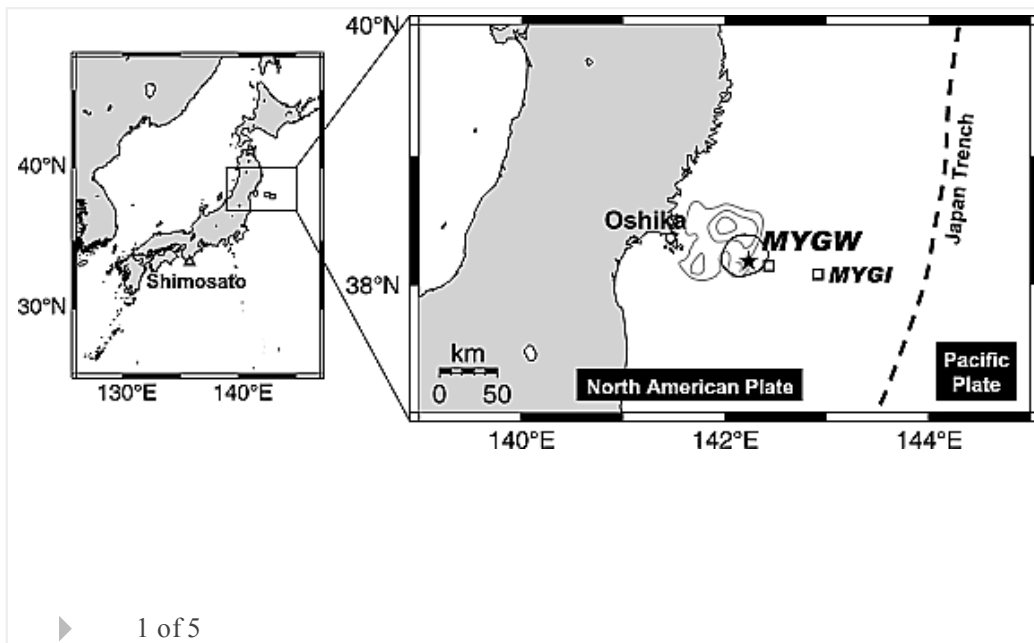 40°N
30°N
130°E
140°E
Shimosato
40°N
38°N
Oshika
MYGW
MYGI
Japan Trench
km
0 50
North American Plate
Pacific
Plate
140°E
142°E
144°E
1 of 5